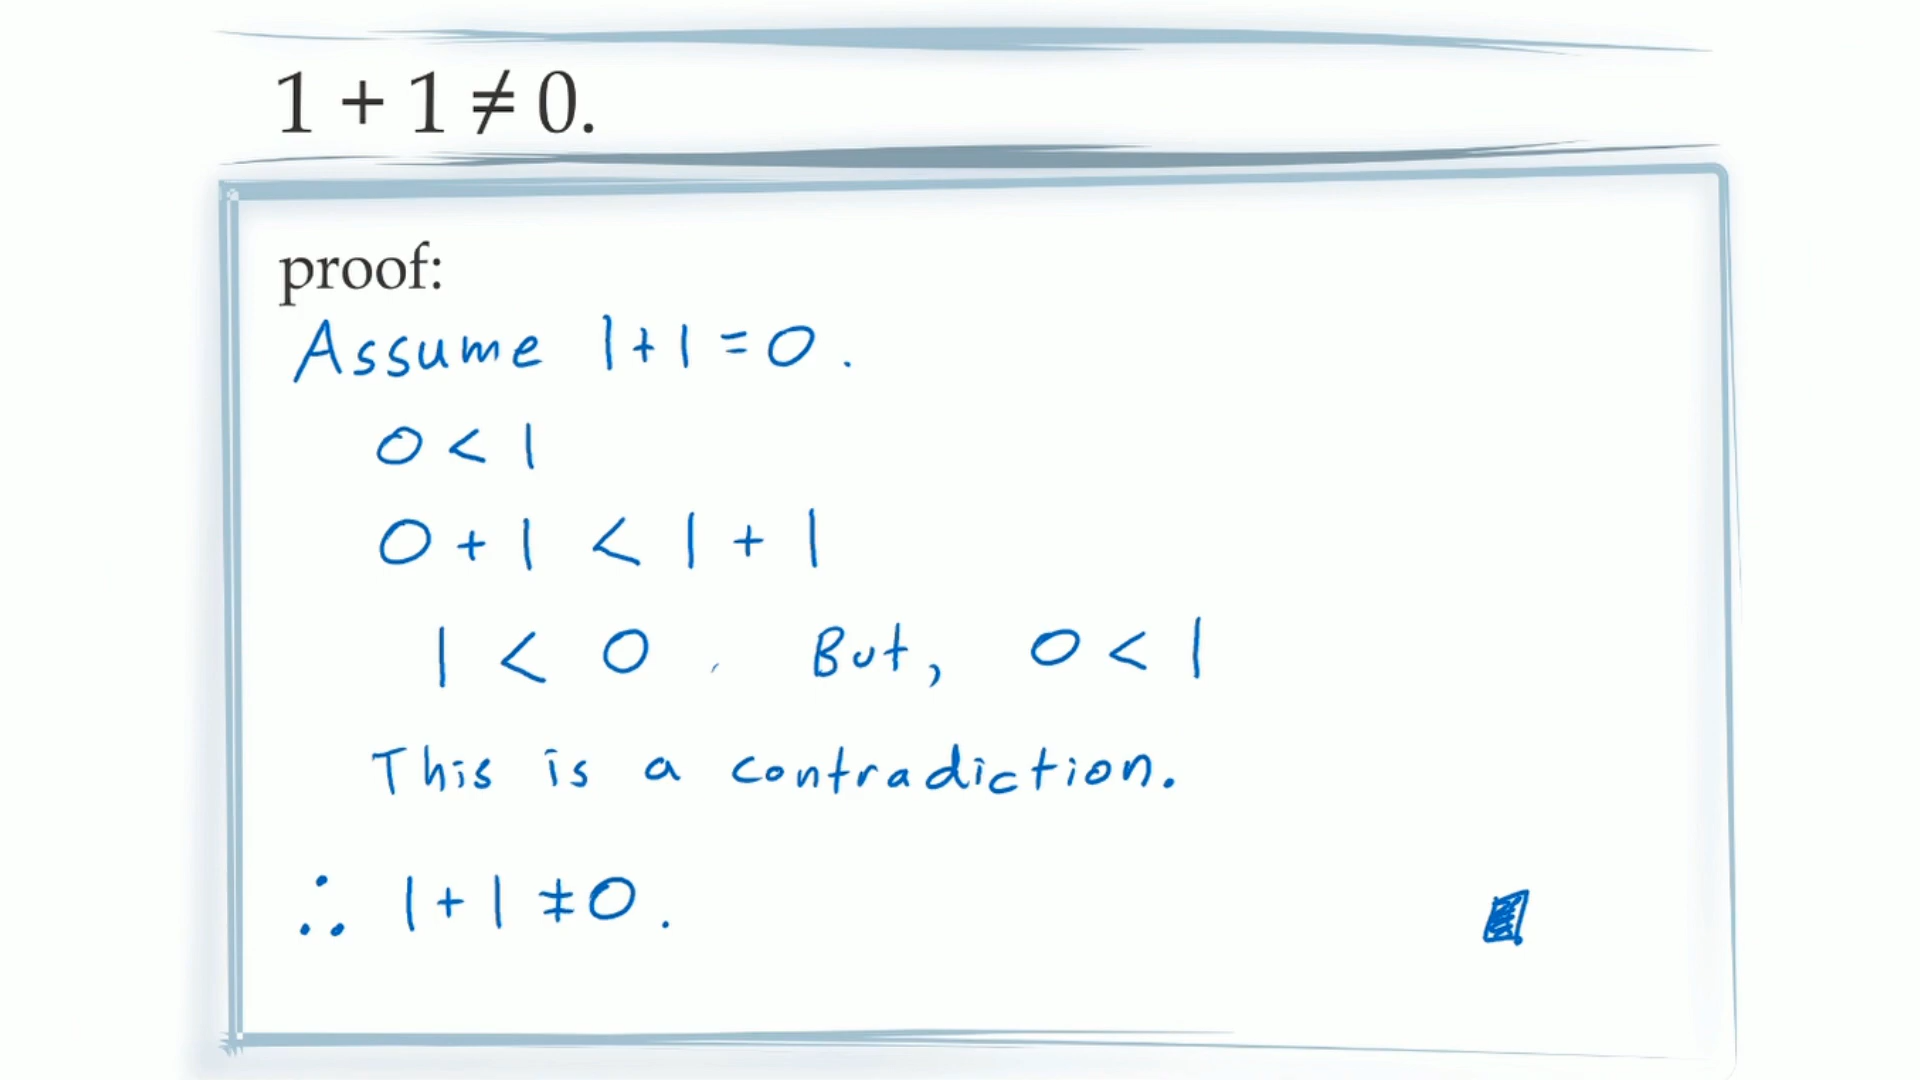 1 + 1 ≠ 0.
proof:
Assume 1+1=0.
0<1
0+1 < 1+1
1 < 0. But, 0<1
This is a contradiction.
∴ 1+1≠0.